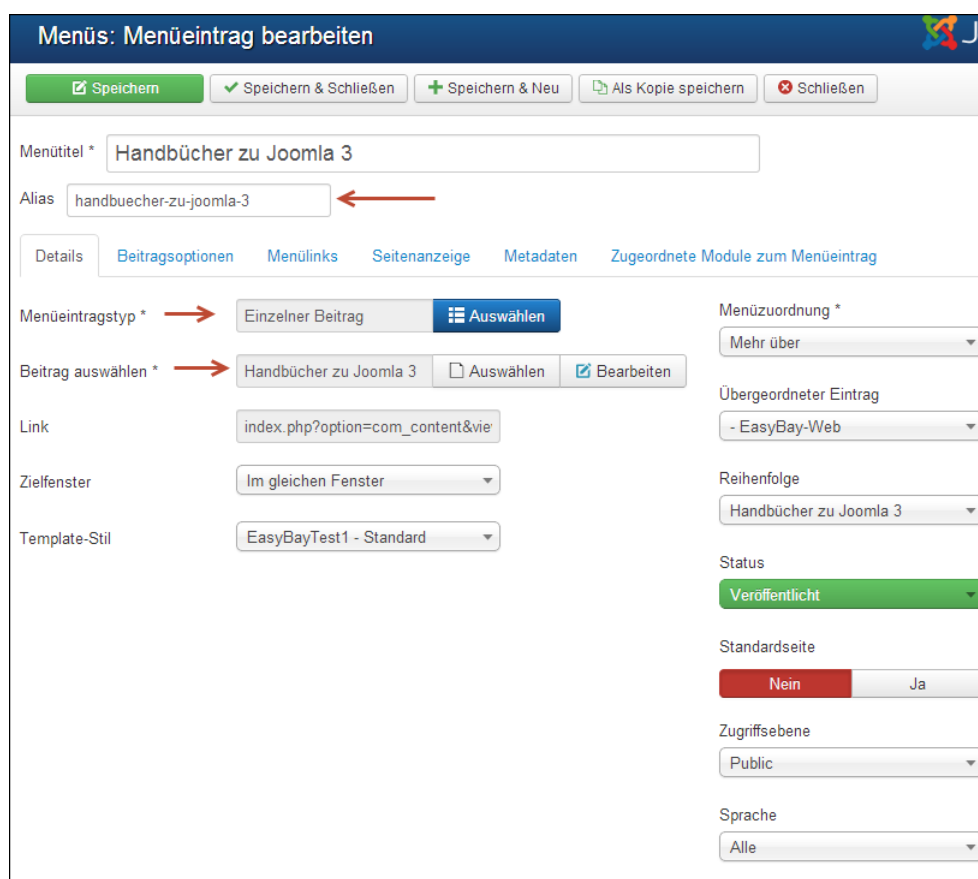 Menüs: Menüeintrag bearbeiten
Speichern Speichern & Schließen Speichern & Neu Als Kopie speichern Schließen
Menütitel * Handbücher zu Joomla 3
Alias handbuecher-zu-joomla-3
Details Beitragsoptionen Menülinks Seitenanzeige Metadaten Zugeordnete Module zum Menüeintrag
Menüeintragstyp * Einzelner Beitrag Auswählen
Beitrag auswählen * Handbücher zu Joomla 3 Auswählen Bearbeiten
Link index.php?option=com_content&vie
Zielfenster Im gleichen Fenster
Template-Stil EasyBayTest1 - Standard
Menüzuordnung *
Mehr über
Übergeordneter Eintrag
- EasyBay-Web
Reihenfolge
Handbücher zu Joomla 3
Status
Veröffentlicht
Standardseite
Nein Ja
Zugriffsebene
Public
Sprache
Alle